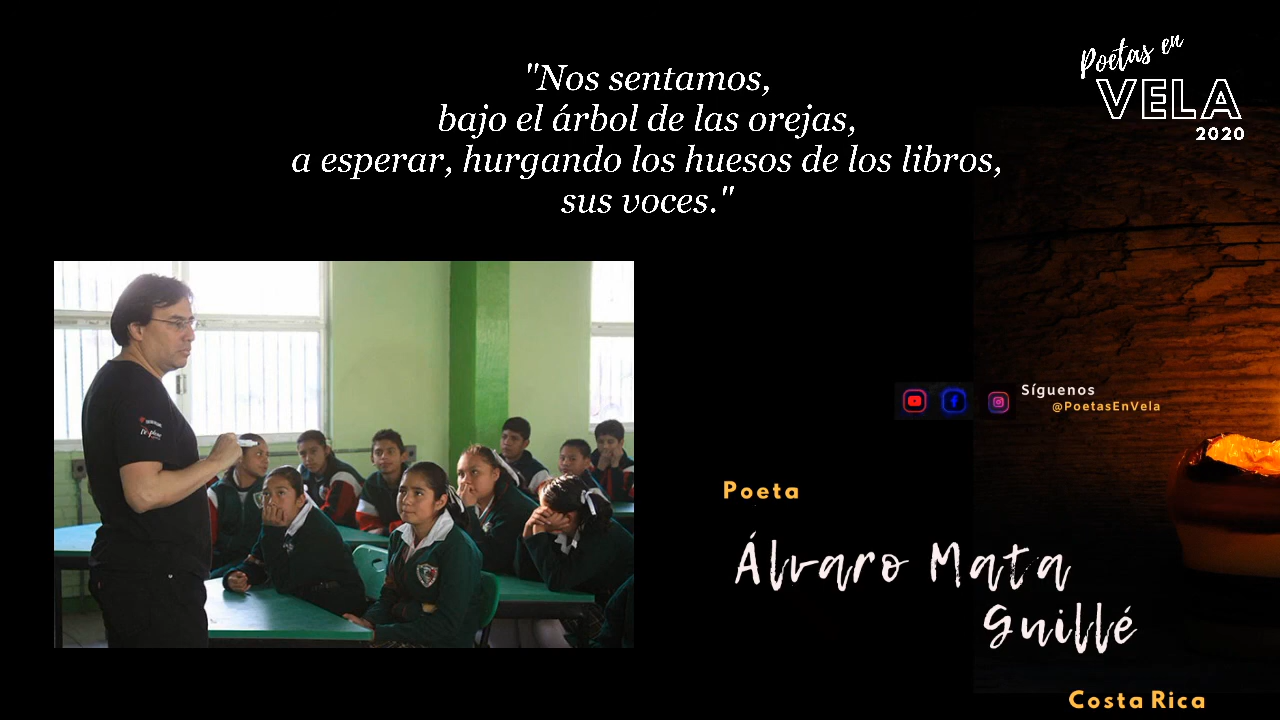 "Nos sentamos,
bajo el árbol de las orejas,
a esperar, hurgando los huesos de los libros,
sus voces."
Poetas en
VELA
2020
Síguenos
@PoetasEnVela
Poeta
Álvaro Mata
Guillé
Costa Rica